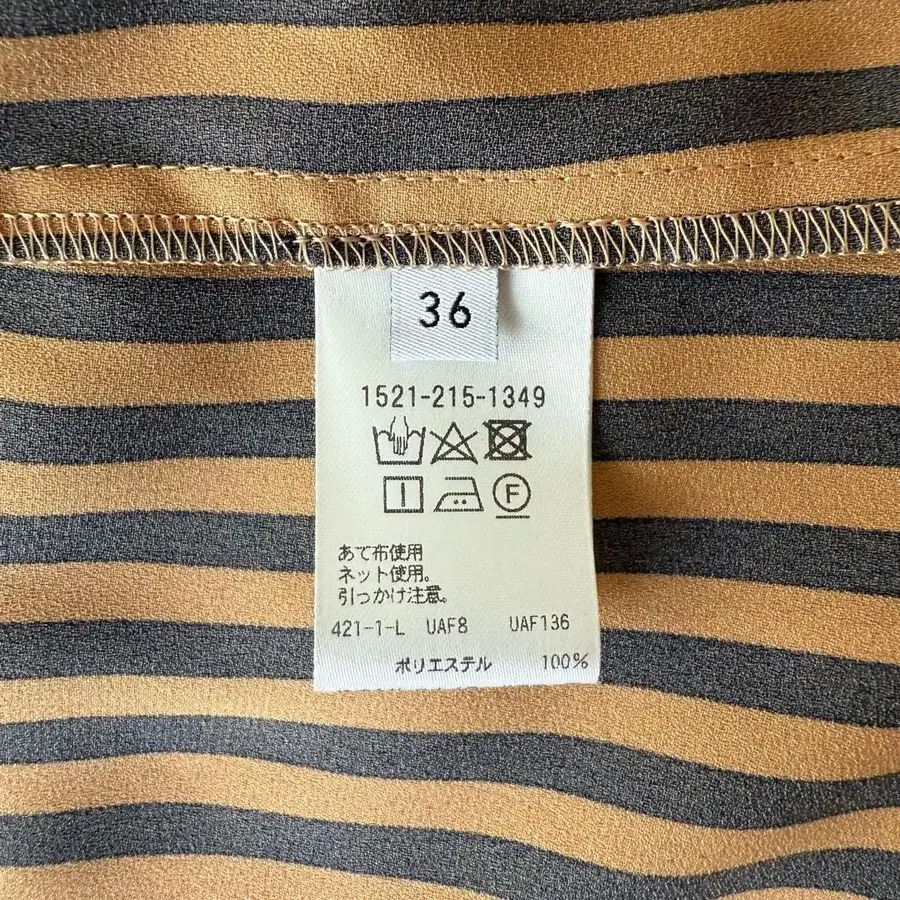 36
1521-215-1349
F
あて布使用
ネット使用。
引っかけ注意。
421-1-L UAF8 UAF136
ポリエステル 100%